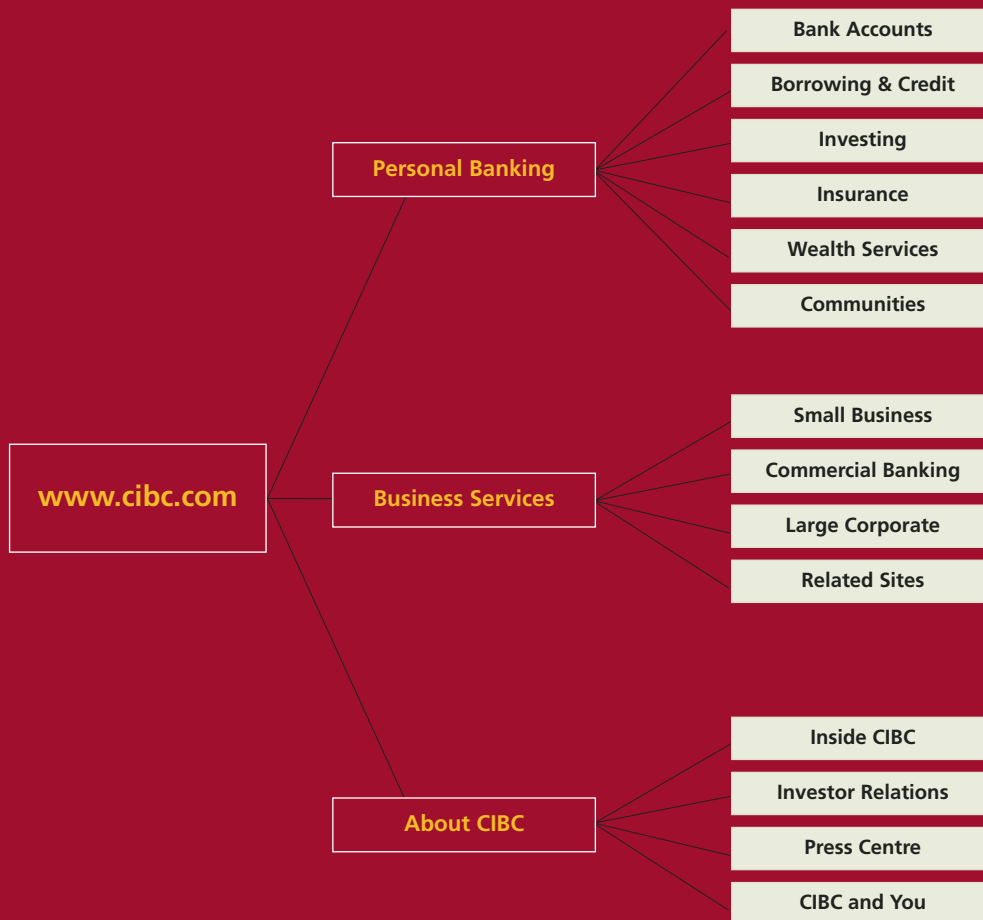 www.cibc.com
Personal Banking
Bank Accounts
Borrowing & Credit
Investing
Insurance
Wealth Services
Communities
Business Services
Small Business
Commercial Banking
Large Corporate
Related Sites
About CIBC
Inside CIBC
Investor Relations
Press Centre
CIBC and You